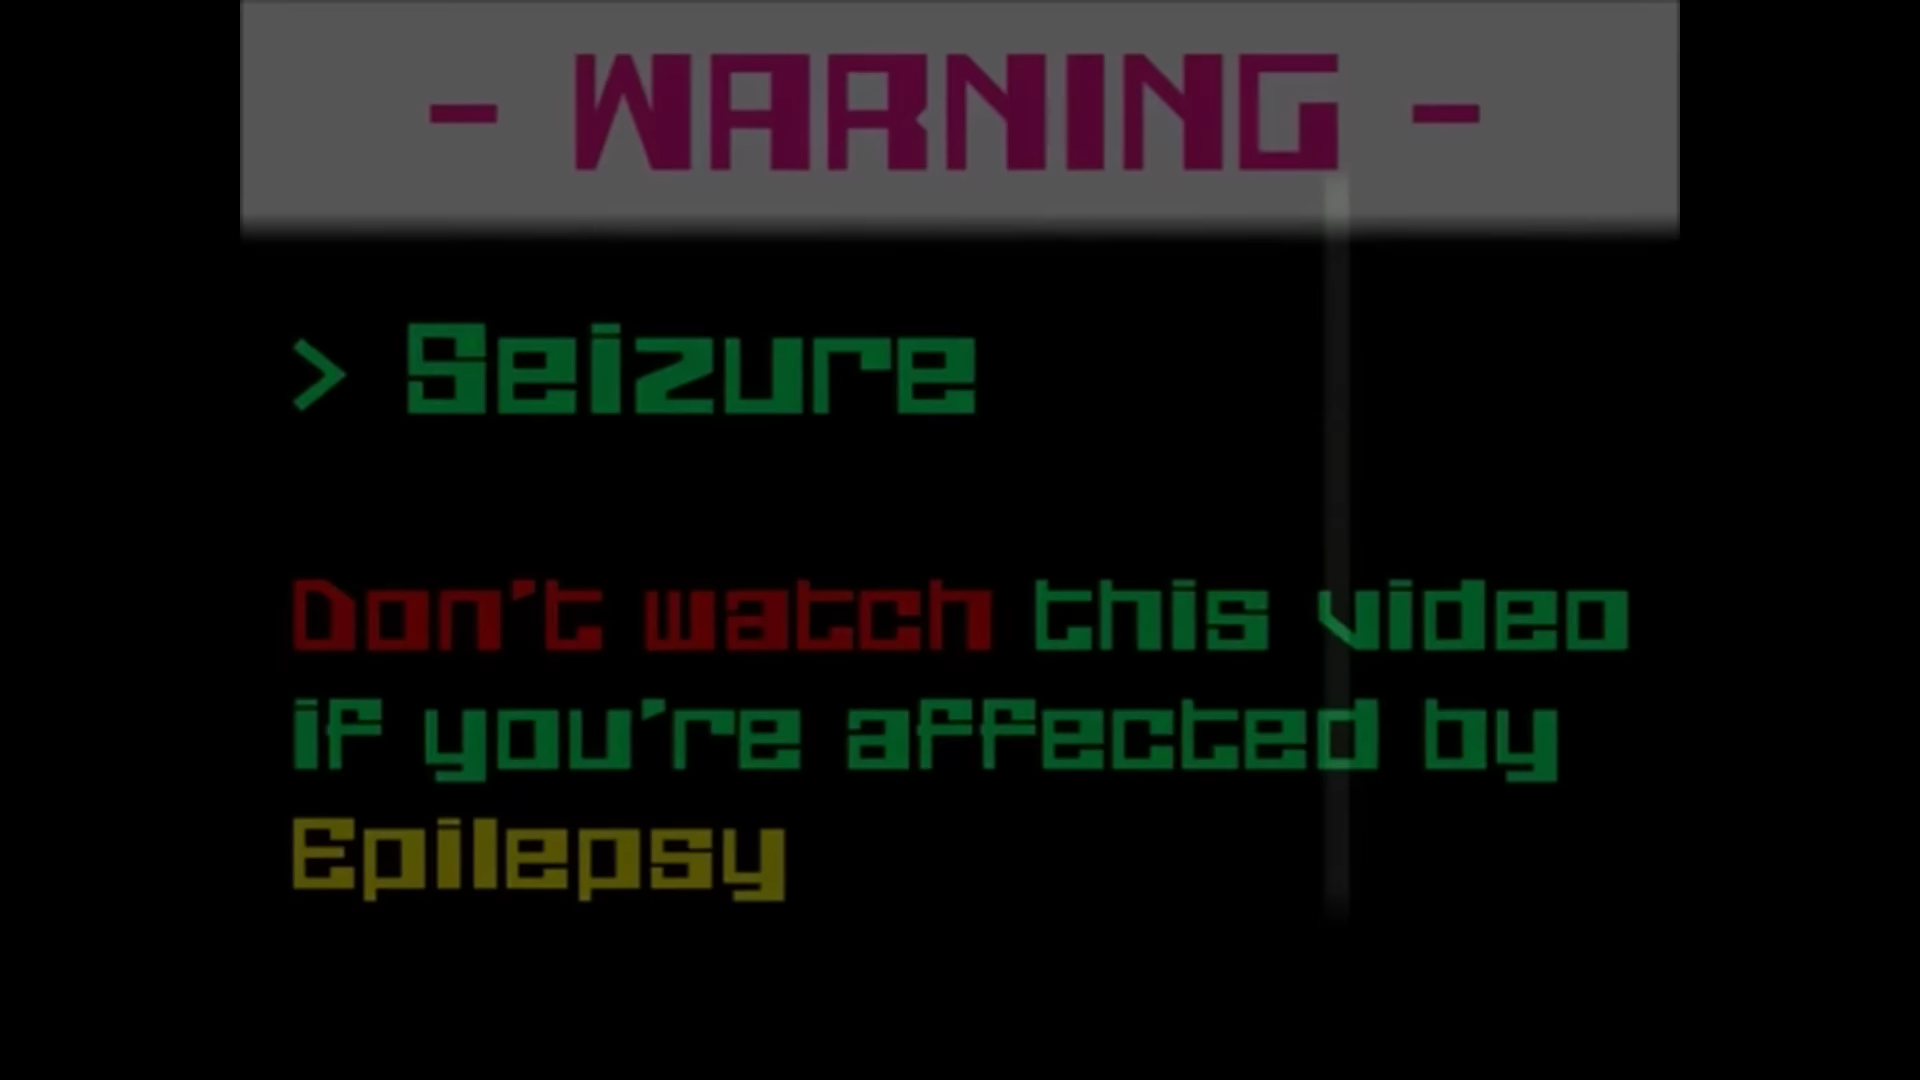 - WARNING -
> Seizure
Don't watch this video
if you're affected by
Epilepsy